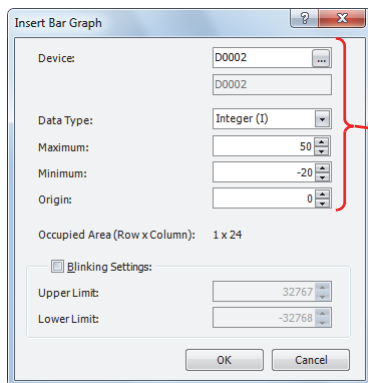 Insert Bar Graph
Device: D0002 ...
D0002
Data Type: Integer (I)
Maximum: 50
Minimum: -20
Origin: 0
Occupied Area (Row x Column): 1 x 24
Blinking Settings:
Upper Limit: 32767
Lower Limit: -32768
OK Cancel